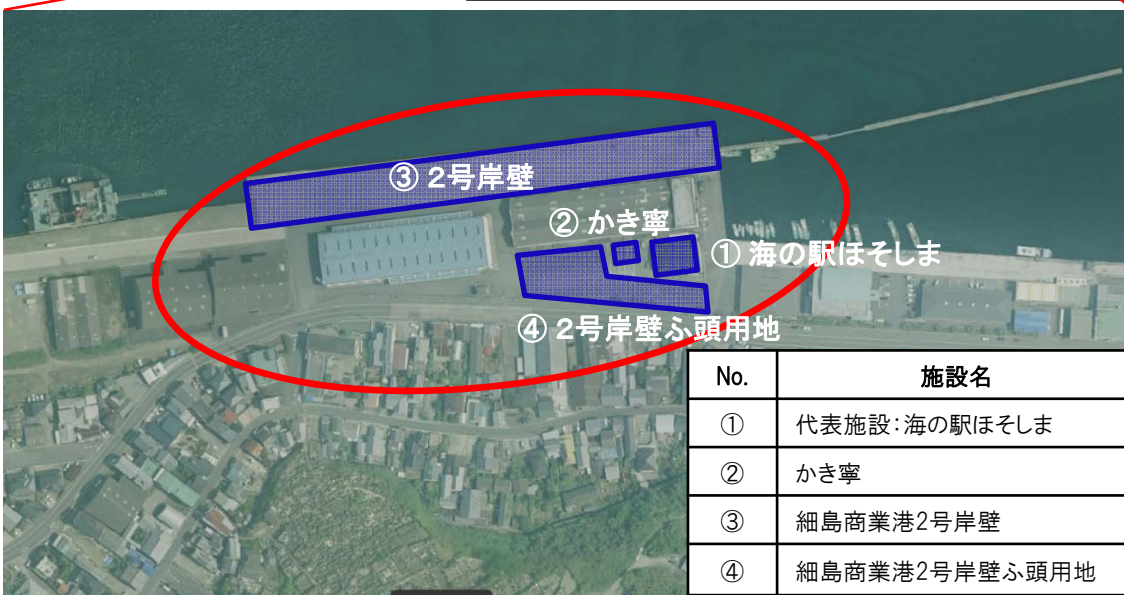 ③ 2号岸壁
② かき寧
① 海の駅ほそしま
④ 2号岸壁ふ頭用地
No. 施設名
① 代表施設:海の駅ほそしま
② かき寧
③ 細島商業港2号岸壁
④ 細島商業港2号岸壁ふ頭用地